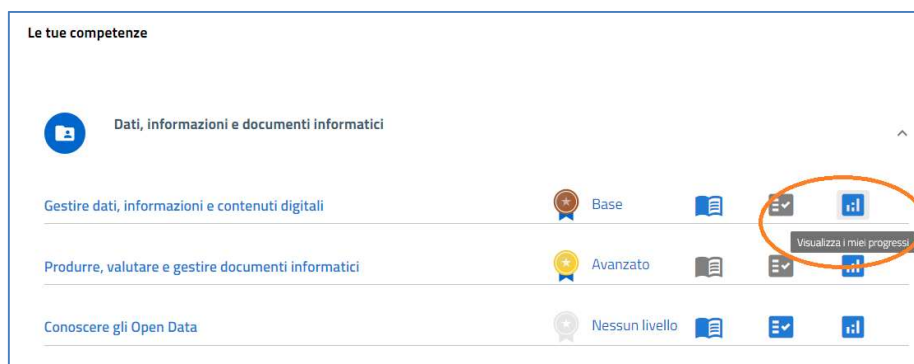 Le tue competenze
Dati, informazioni e documenti informatici
Gestire dati, informazioni e contenuti digitali Base
Visualizza i miei progressi
Produrre, valutare e gestire documenti informatici Avanzato
Conoscere gli Open Data Nessun livello